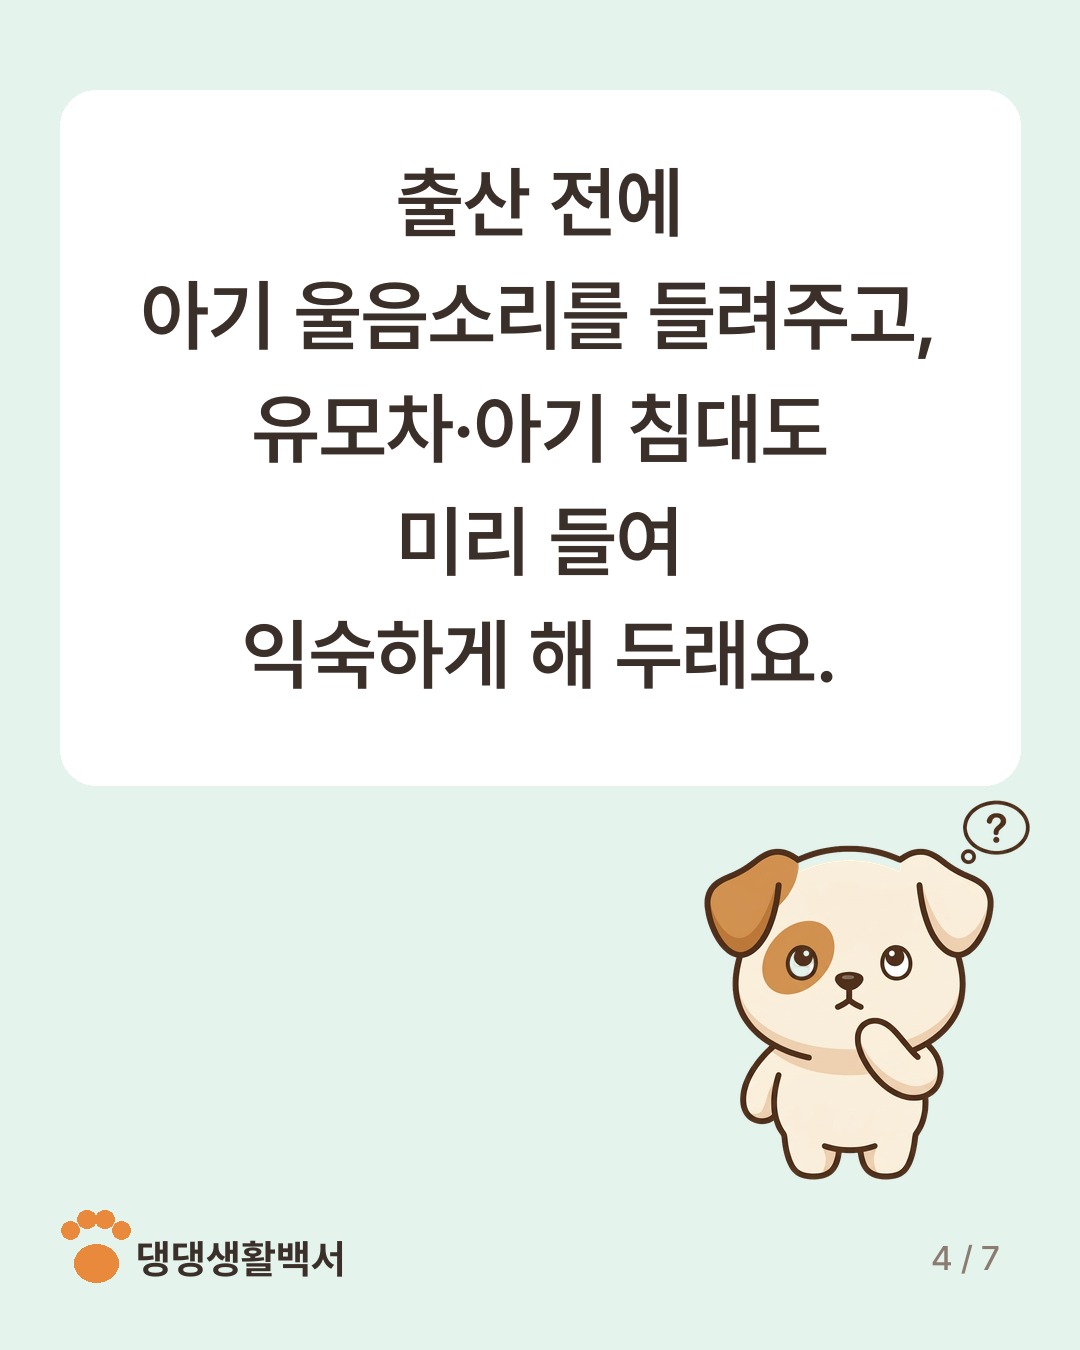 출산 전에
아기 울음소리를 들려주고,
유모차·아기 침대도
미리 들여
익숙하게 해 두래요.
?
댕댕생활백서
4 / 7